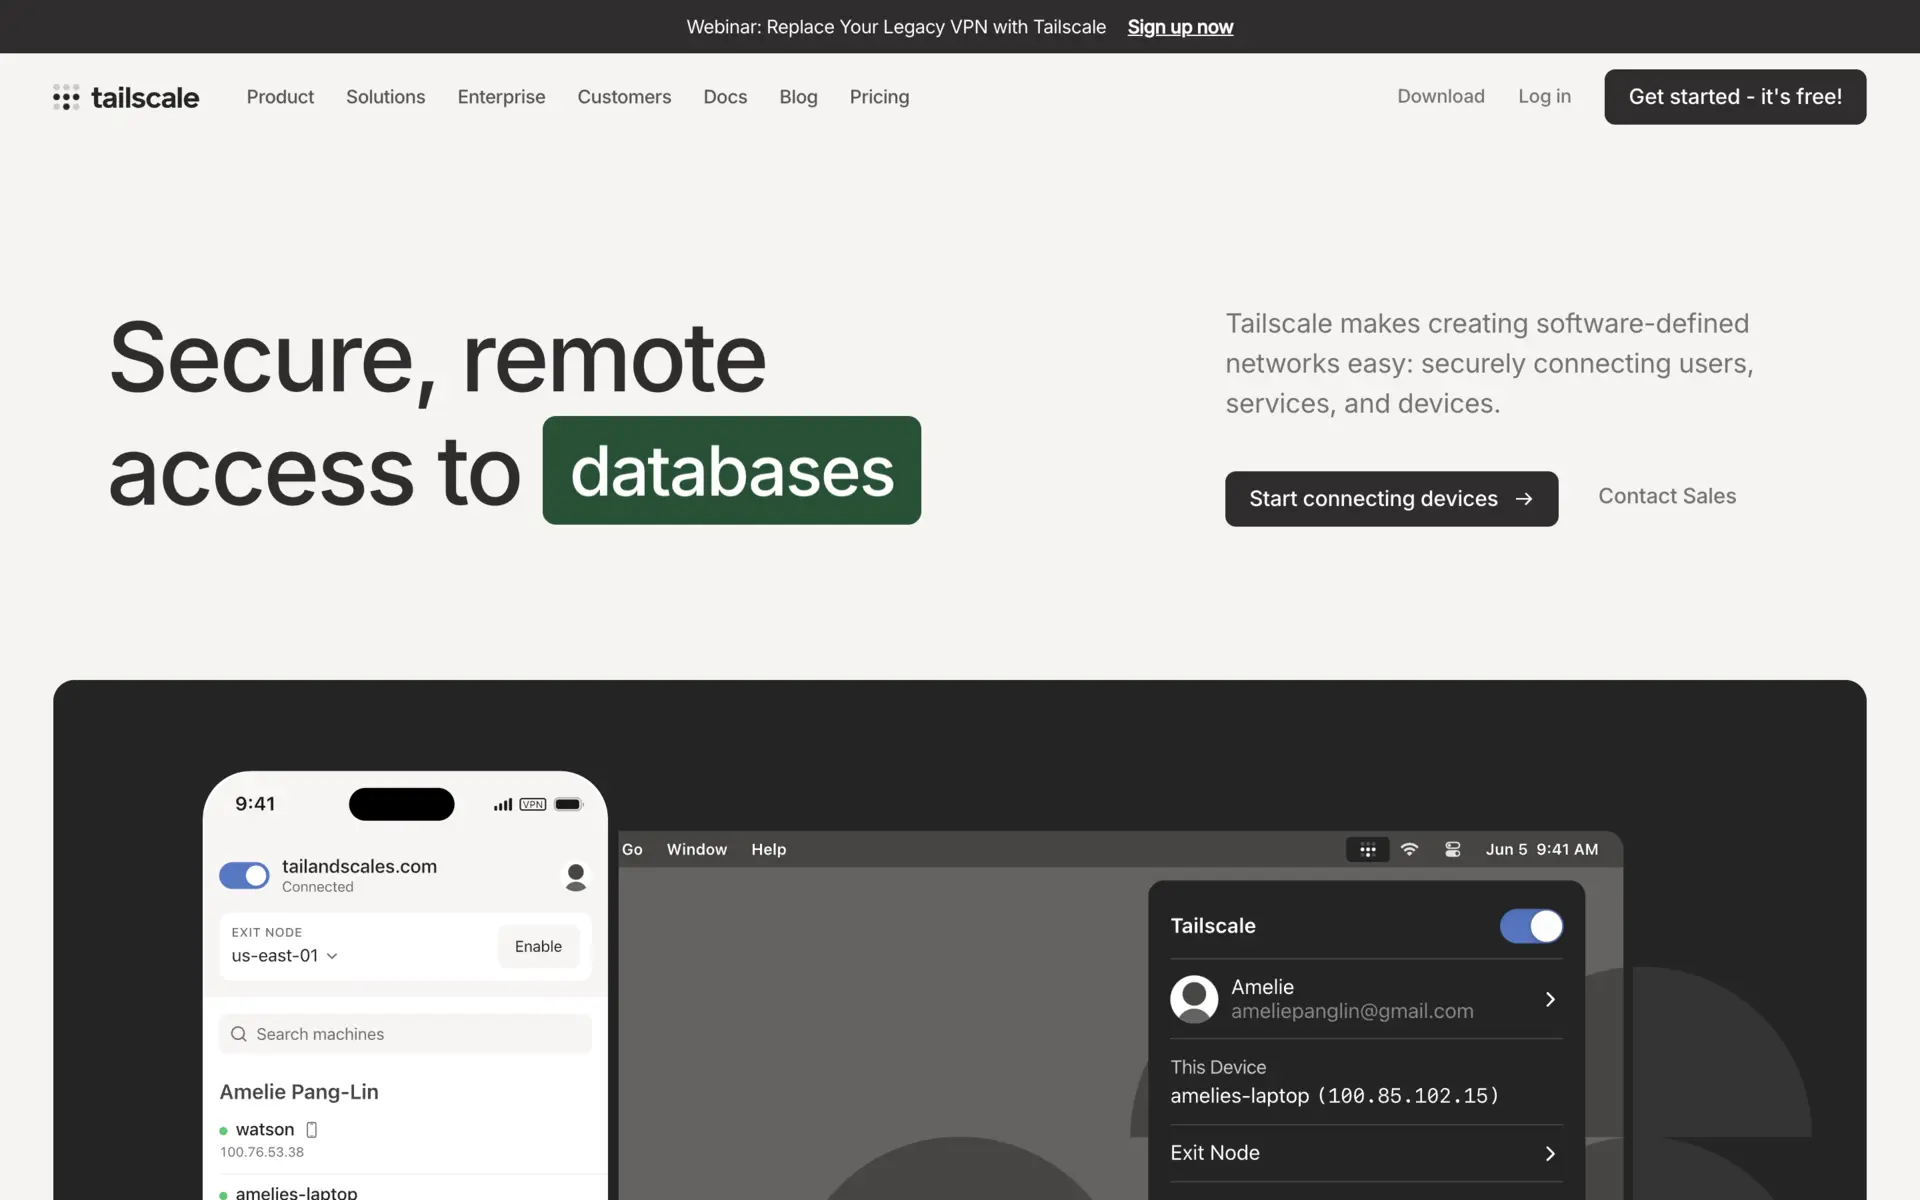 Webinar: Replace Your Legacy VPN with Tailscale Sign up now
tailscale Product Solutions Enterprise Customers Docs Blog Pricing Download Log in Get started - it's free!
Secure, remote
access to databases
Tailscale makes creating software-defined
networks easy: securely connecting users,
services, and devices.
Start connecting devices → Contact Sales
9:41 VPN
tailandscales.com
Connected
EXIT NODE
us-east-01
Enable
Search machines
Amelie Pang-Lin
watson
100.76.53.38
amelies-laptop
Go Window Help Jun 5 9:41 AM
Tailscale
Amelie
ameliepanglin@gmail.com
This Device
amelies-laptop (100.85.102.15)
Exit Node